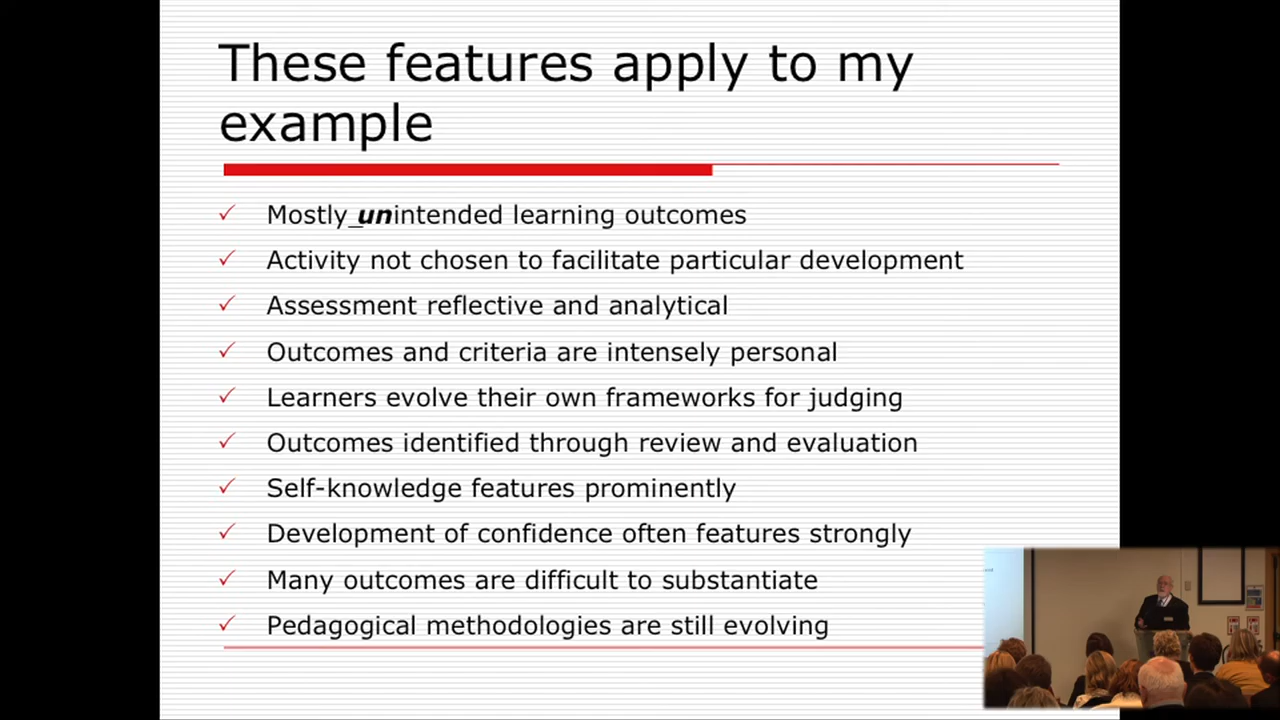 These features apply to my
example
Mostly unintended learning outcomes
Activity not chosen to facilitate particular development
Assessment reflective and analytical
Outcomes and criteria are intensely personal
Learners evolve their own frameworks for judging
Outcomes identified through review and evaluation
Self-knowledge features prominently
Development of confidence often features strongly
Many outcomes are difficult to substantiate
Pedagogical methodologies are still evolving